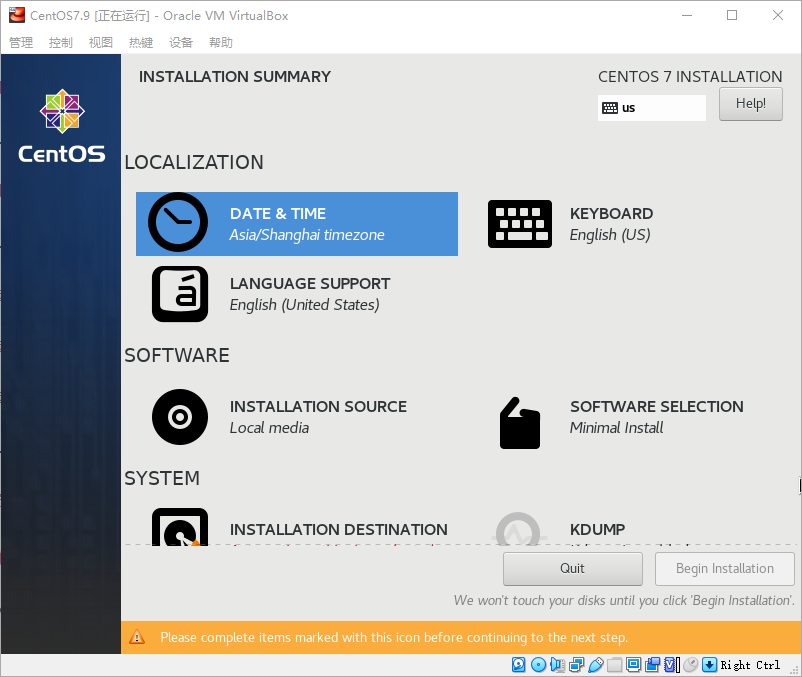 CentOS7.9 [正在运行] - Oracle VM VirtualBox
管理 控制 视图 热键 设备 帮助
INSTALLATION SUMMARY
CENTOS 7 INSTALLATION
us
Help!
CentOS
LOCALIZATION
DATE & TIME
Asia/Shanghai timezone
KEYBOARD
English (US)
LANGUAGE SUPPORT
English (United States)
SOFTWARE
INSTALLATION SOURCE
Local media
SOFTWARE SELECTION
Minimal Install
SYSTEM
INSTALLATION DESTINATION
KDUMP
Quit
Begin Installation
We won't touch your disks until you click 'Begin Installation'.
Please complete items marked with this icon before continuing to the next step.
Right Ctrl